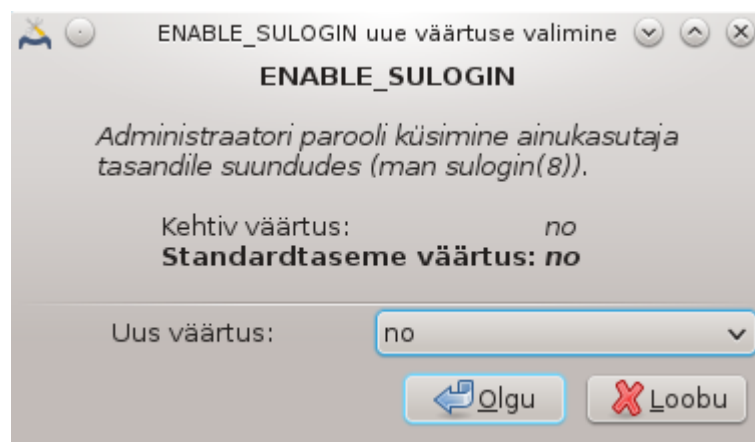 ENABLE_SULOGIN uue väärtuse valimine
ENABLE_SULOGIN
Administraatori parooli küsimine ainukasutaja
tasandile suundudes (man sulogin(8)).
Kehtiv väärtus: no
Standardtaseme väärtus: no
Uus väärtus: no
Olgu Loobu